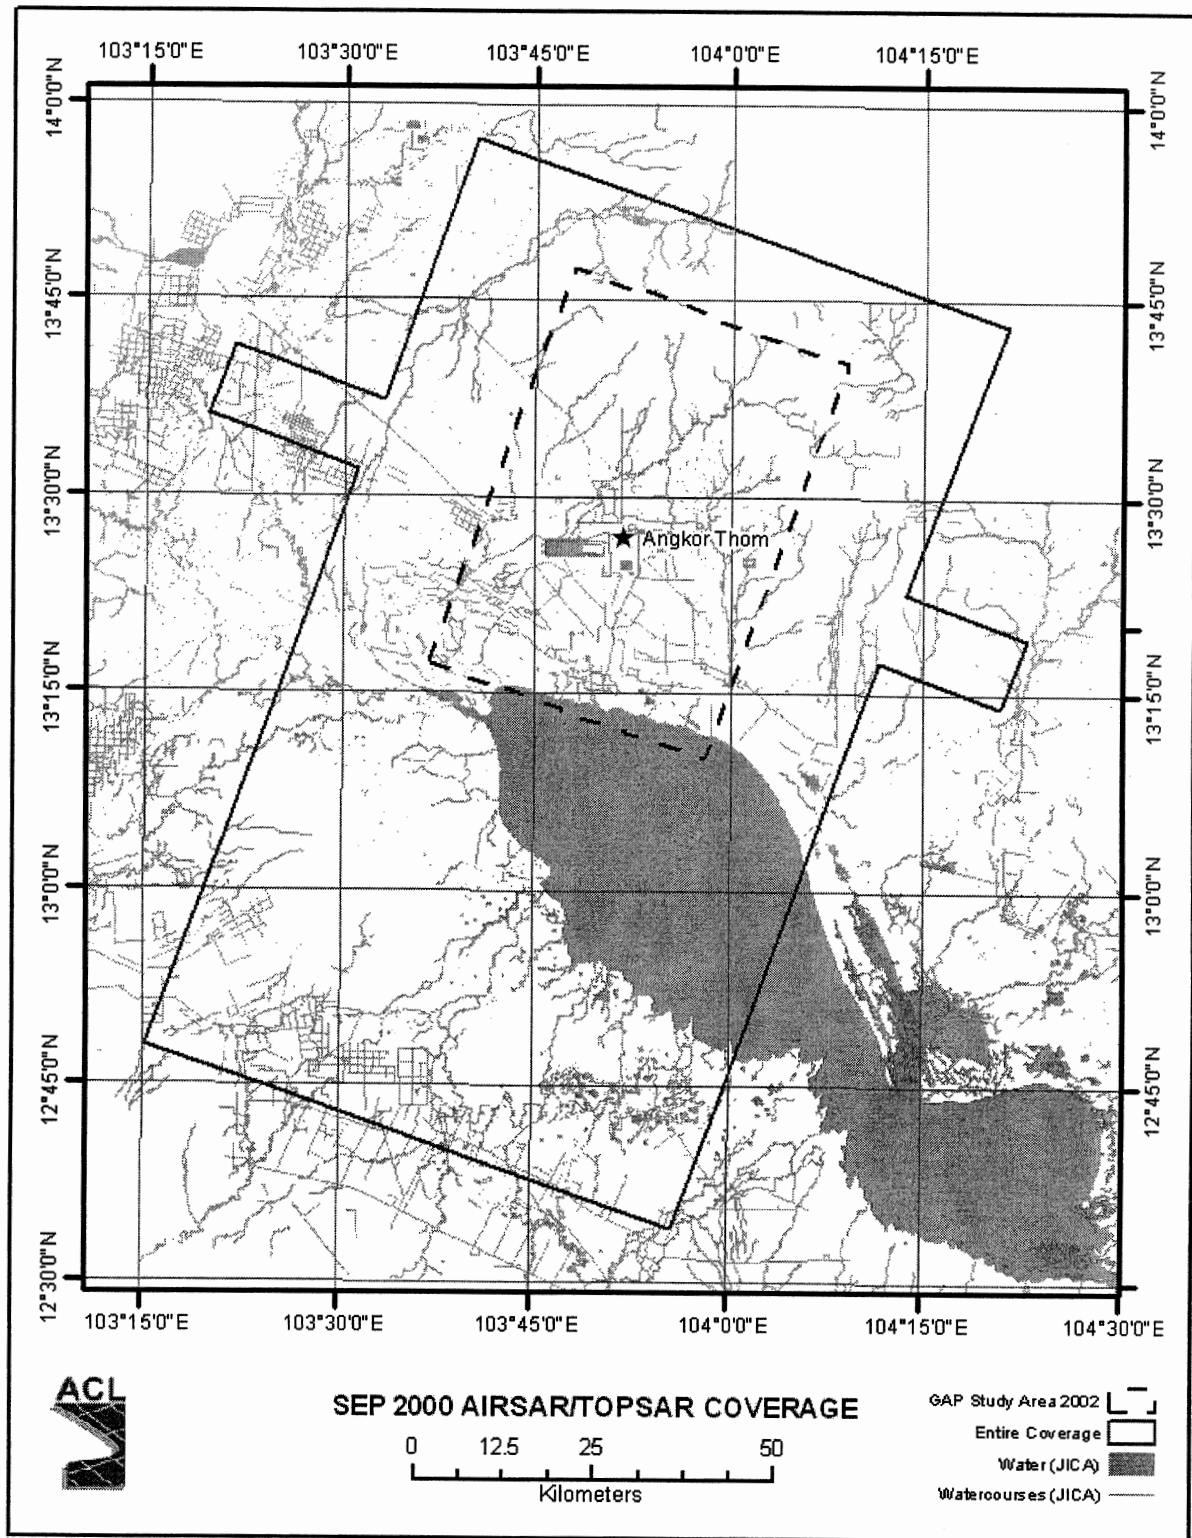 103°15'0"E 103°30'0"E 103°45'0"E 104°0'0"E 104°15'0"E
14°0'0"N
13°45'0"N
13°30'0"N
13°15'0"N
13°0'0"N
12°45'0"N
12°30'0"N
14°0'0"N
13°45'0"N
13°30'0"N
13°15'0"N
13°0'0"N
12°45'0"N
Angkor Thom
103°15'0"E 103°30'0"E 103°45'0"E 104°0'0"E 104°15'0"E 104°30'0"E
ACL
SEP 2000 AIRSAR/TOPSAR COVERAGE
0 12.5 25 50
Kilometers
GAP Study Area 2002
Entire Coverage
Water (JICA)
Watercourses (JICA)